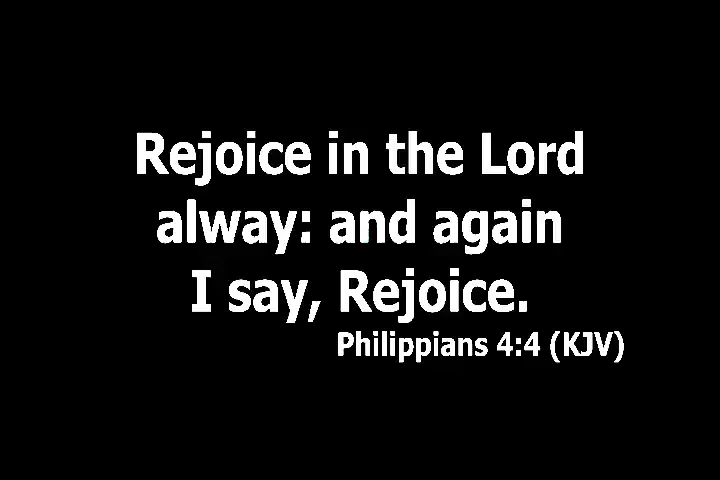 Rejoice in the Lord
alway: and again
I say, Rejoice.
Philippians 4:4 (KJV)